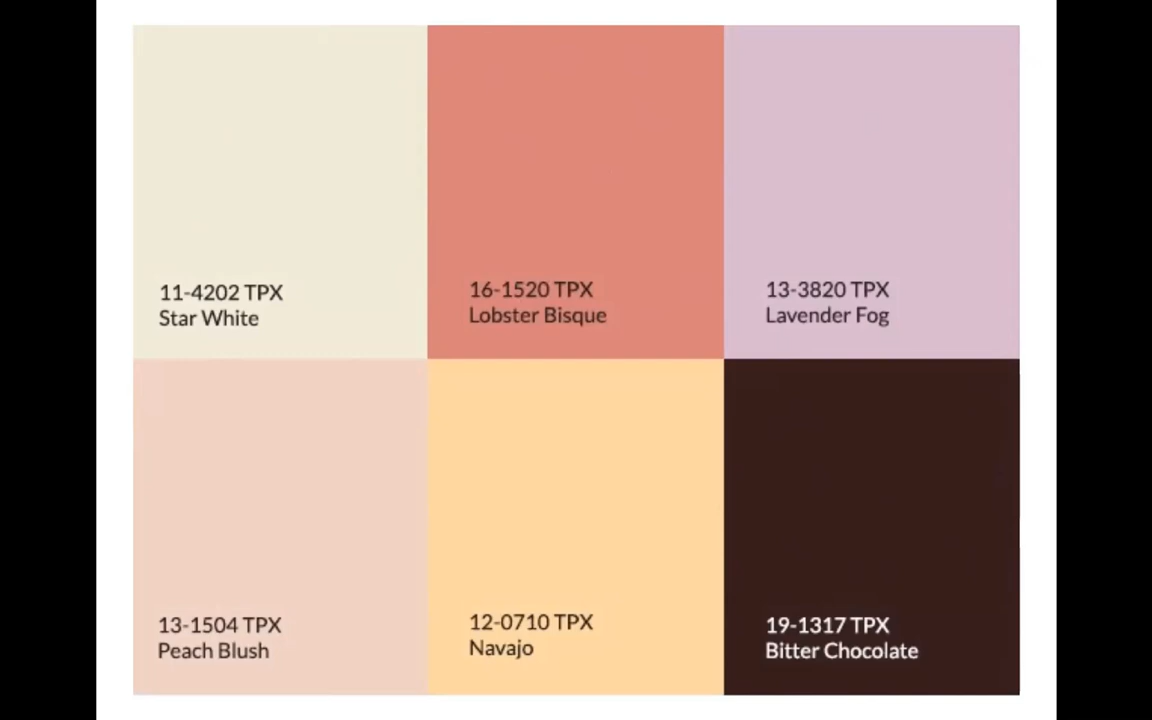 11-4202 TPX
Star White
16-1520 TPX
Lobster Bisque
13-3820 TPX
Lavender Fog
13-1504 TPX
Peach Blush
12-0710 TPX
Navajo
19-1317 TPX
Bitter Chocolate